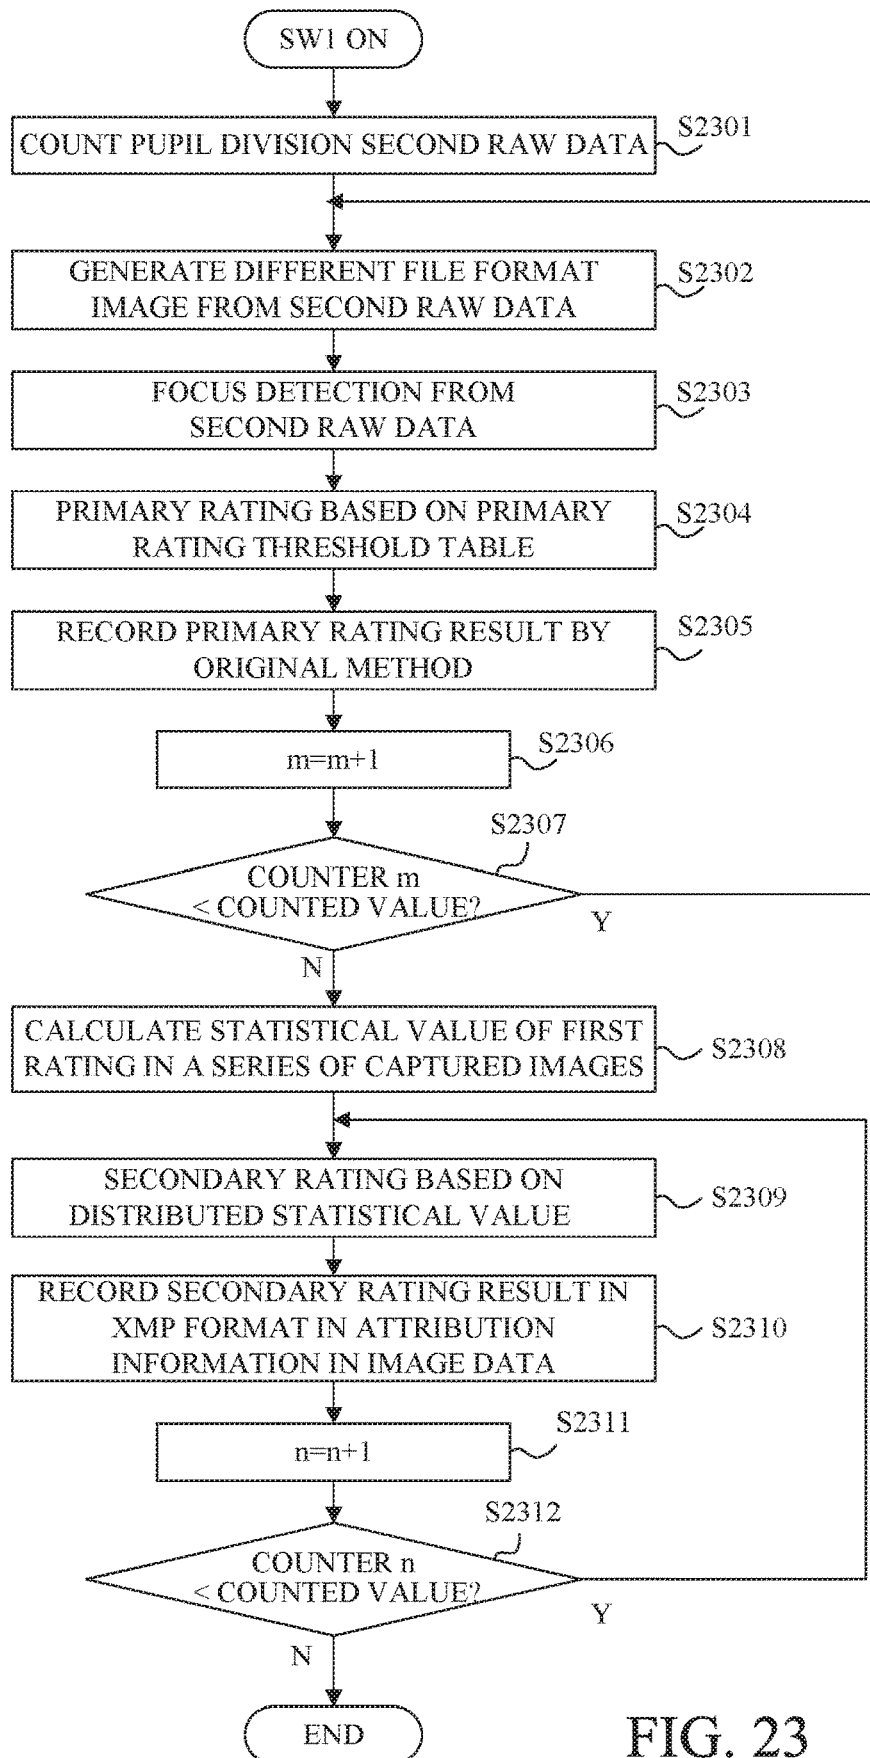 SW1 ON
COUNT PUPIL DIVISION SECOND RAW DATA
S2301
GENERATE DIFFERENT FILE FORMAT
IMAGE FROM SECOND RAW DATA
S2302
FOCUS DETECTION FROM
SECOND RAW DATA
S2303
PRIMARY RATING BASED ON PRIMARY
RATING THRESHOLD TABLE
S2304
RECORD PRIMARY RATING RESULT BY
ORIGINAL METHOD
S2305
m=m+1
S2306
S2307
COUNTER m
< COUNTED VALUE?
Y
N
CALCULATE STATISTICAL VALUE OF FIRST
RATING IN A SERIES OF CAPTURED IMAGES
S2308
SECONDARY RATING BASED ON
DISTRIBUTED STATISTICAL VALUE
S2309
RECORD SECONDARY RATING RESULT IN
XMP FORMAT IN ATTRIBUTION
INFORMATION IN IMAGE DATA
S2310
n=n+1
S2311
S2312
COUNTER n
< COUNTED VALUE?
Y
N
END
FIG. 23